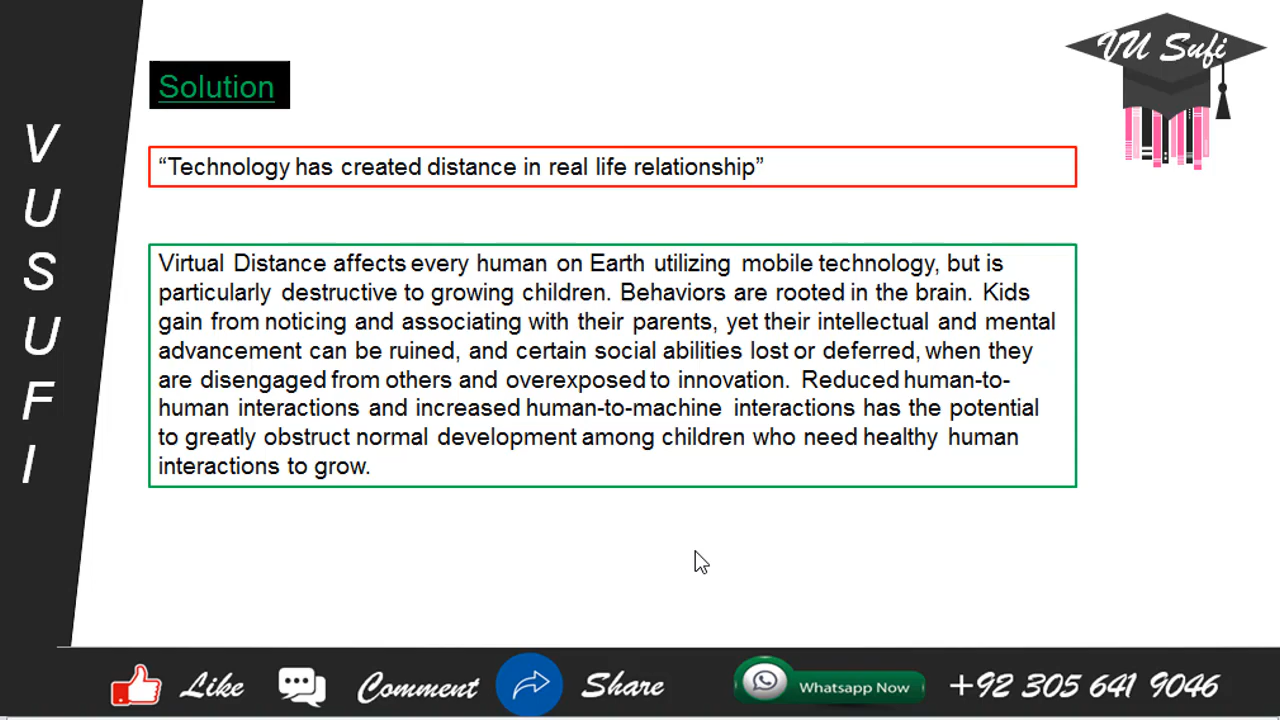 VU Sufi
V
U
S
U
F
I
Solution
“Technology has created distance in real life relationship”
Virtual Distance affects every human on Earth utilizing mobile technology, but is
particularly destructive to growing children. Behaviors are rooted in the brain. Kids
gain from noticing and associating with their parents, yet their intellectual and mental
advancement can be ruined, and certain social abilities lost or deferred, when they
are disengaged from others and overexposed to innovation. Reduced human-to-
human interactions and increased human-to-machine interactions has the potential
to greatly obstruct normal development among children who need healthy human
interactions to grow.
Like
Comment
Share
Whatsapp Now
+92 305 641 9046